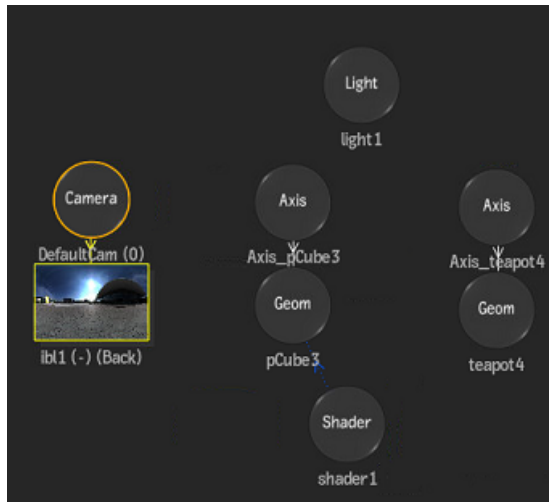 Light
light1
Camera
Axis
Axis
DefaultCam (0)
Axis_pCube3
Axis_teapot4
Geom
Geom
ibl1 (-) (Back)
pCube3
teapot4
Shader
shader1